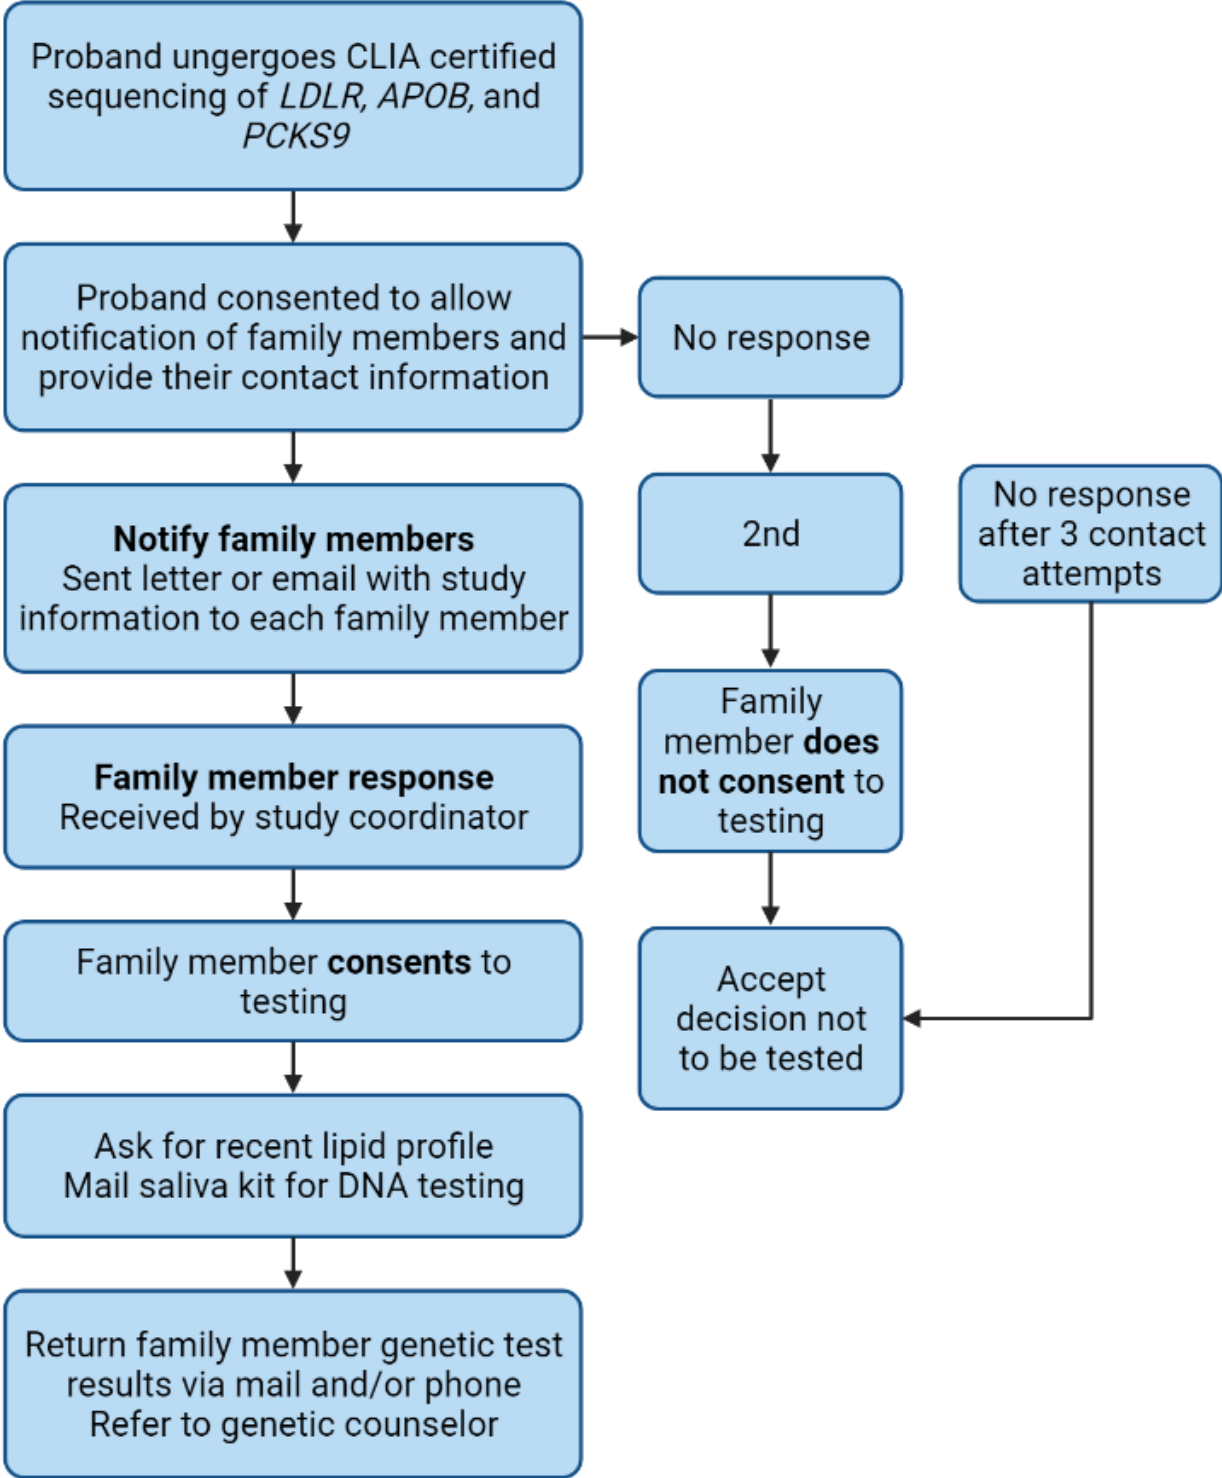 Proband ungergoes CLIA certified
sequencing of LDLR, APOB, and
PCKS9
Proband consented to allow
notification of family members and
provide their contact information
No response
Notify family members
Sent letter or email with study
information to each family member
2nd
No response
after 3 contact
attempts
Family member response
Received by study coordinator
Family
member does
not consent to
testing
Family member consents to
testing
Accept
decision not
to be tested
Ask for recent lipid profile
Mail saliva kit for DNA testing
Return family member genetic test
results via mail and/or phone
Refer to genetic counselor